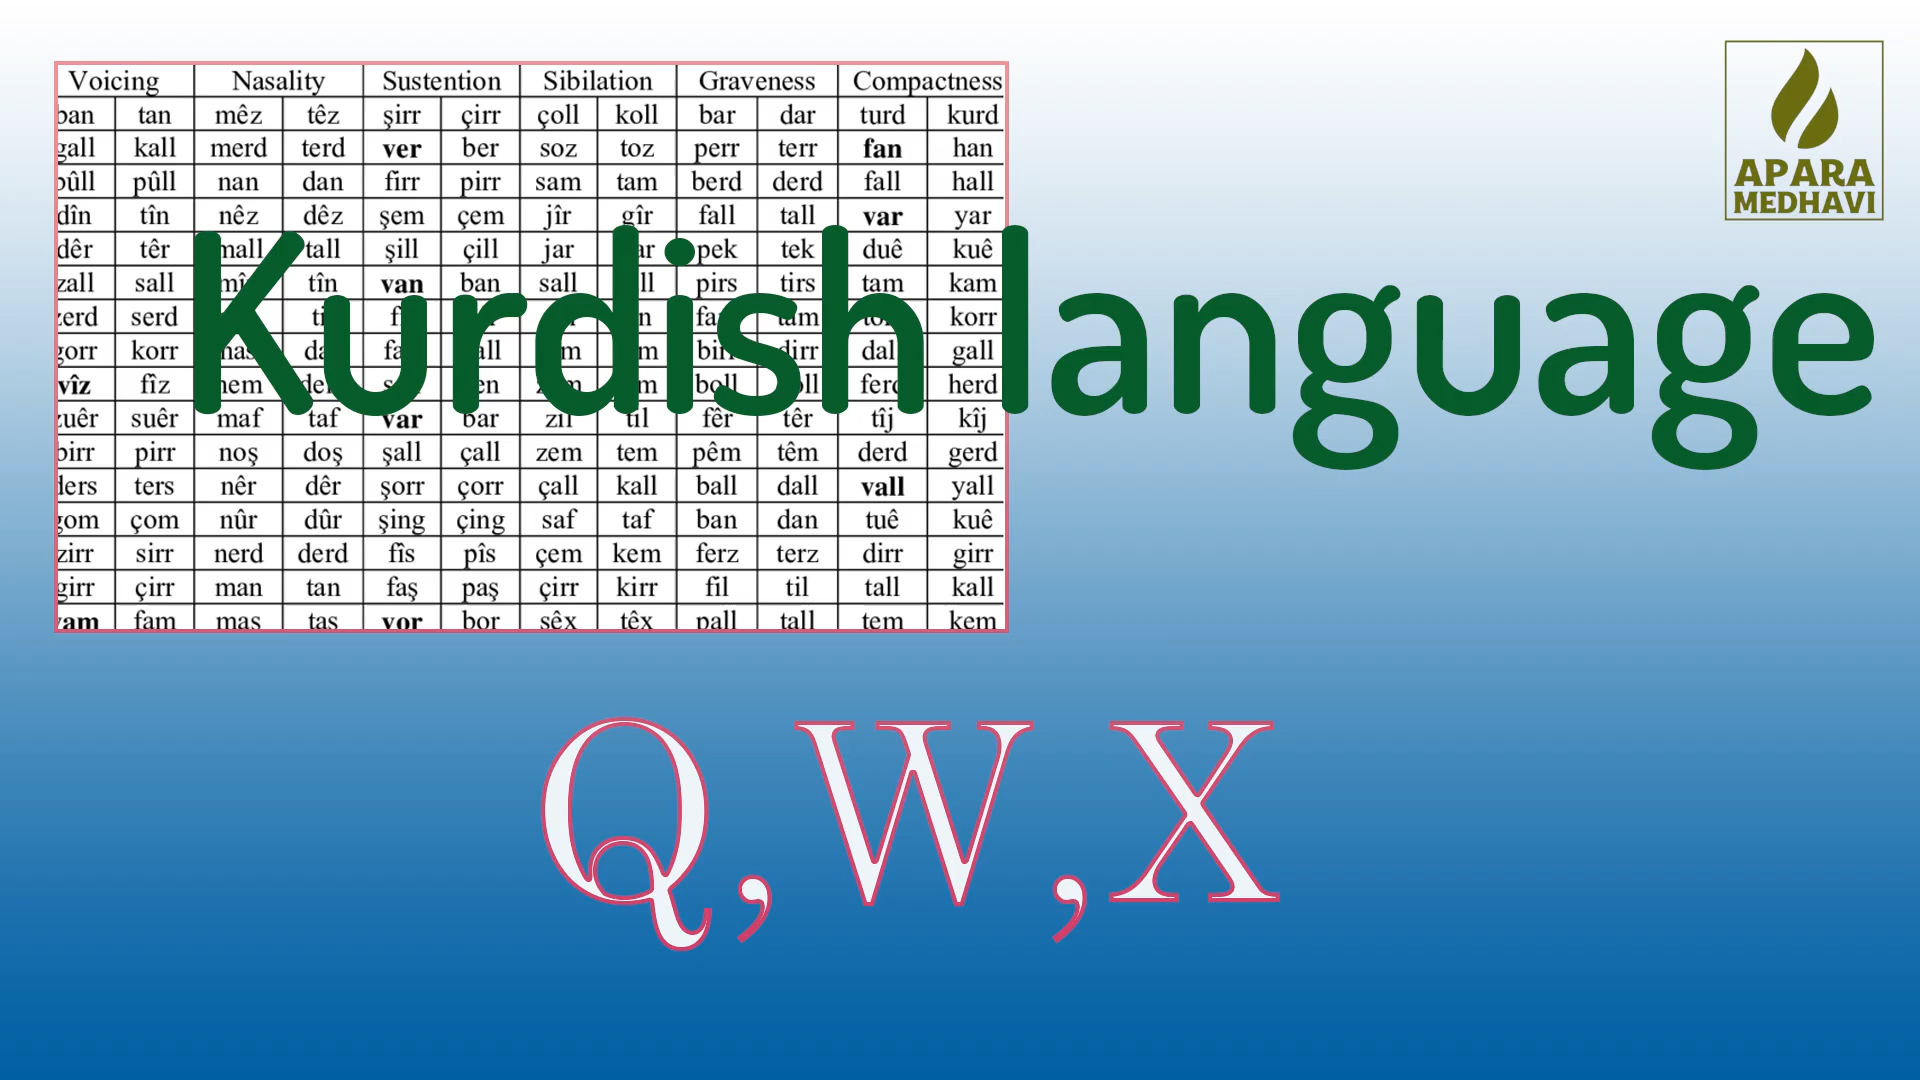 Voicing Nasality Sustention Sibilation Graveness Compactness
tan mêz têz şirr çirr çoll koll bar dar turd kurd
kall merd terd ver ber soz toz perr terr fan han
pûll nan dan firr pirr sam tam berd derd fall hall
tîn nêz dêz şem çem jîr gîr fall tall var yar
têr mall tall şill çill jar pek tek duê kuê
sall tîn van ban sall pirs tirs tam kam
serd korr
korr gall
vîz fîz herd
suêr maf taf var bar zil til fêr têr tîj kîj
pirr noş doş şall çall zem tem pêm têm derd gerd
ters nêr dêr şorr çorr çall kall ball dall vall yall
çom nûr dûr şing çing saf taf ban dan tuê kuê
zirr sirr nerd derd fîs pîs çem kem ferz terz dirr girr
girr çirr man tan faş paş çirr kirr fil til tall kall
fam mas tas vor bor sêx têx pall tall tem kem
Kurdish language
Q,W,X
APARA
MEDHAVI